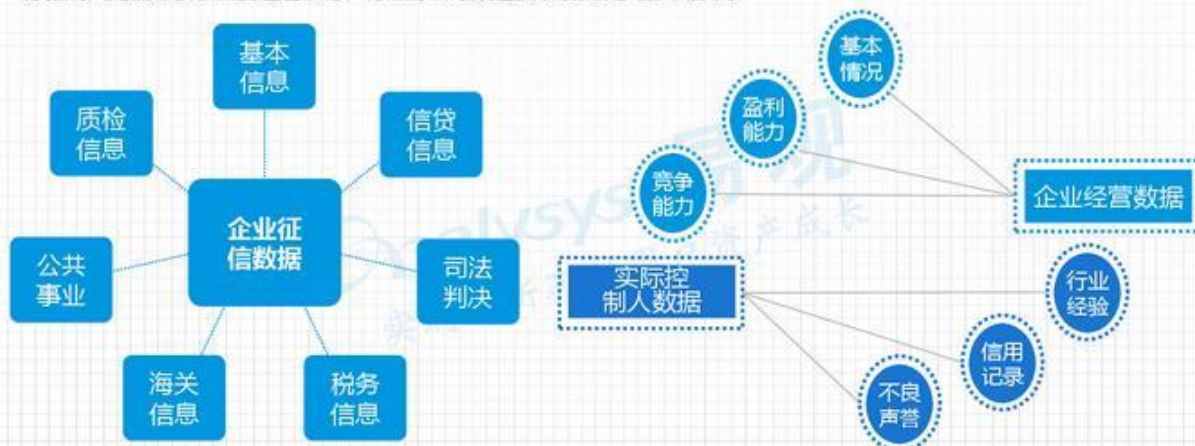 基本
信息
质检
信息
信贷
信息
企业征
信数据
公共
事业
司法
判决
海关
信息
税务
信息
基本
情况
盈利
能力
竞争
能力
企业经营数据
实际控
制人数据
行业
经验
信用
记录
不良
声誉